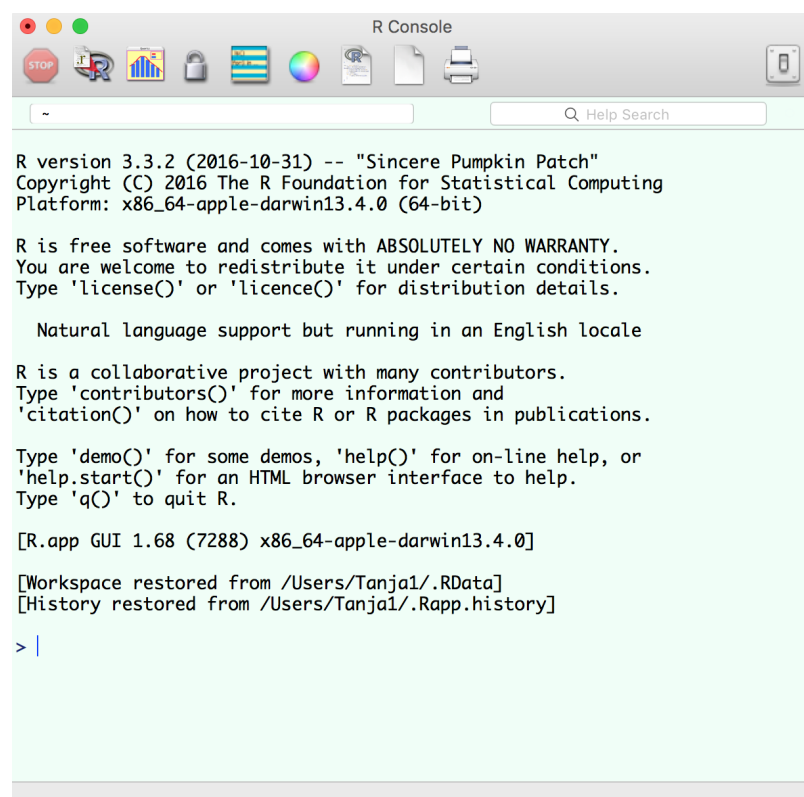 R Console
STOP
~
Help Search
R version 3.3.2 (2016-10-31) -- "Sincere Pumpkin Patch"
Copyright (C) 2016 The R Foundation for Statistical Computing
Platform: x86_64-apple-darwin13.4.0 (64-bit)
R is free software and comes with ABSOLUTELY NO WARRANTY.
You are welcome to redistribute it under certain conditions.
Type 'license()' or 'licence()' for distribution details.
Natural language support but running in an English locale
R is a collaborative project with many contributors.
Type 'contributors()' for more information and
'citation()' on how to cite R or R packages in publications.
Type 'demo()' for some demos, 'help()' for on-line help, or
'help.start()' for an HTML browser interface to help.
Type 'q()' to quit R.
[R.app GUI 1.68 (7288) x86_64-apple-darwin13.4.0]
[Workspace restored from /Users/Tanja1/.RData]
[History restored from /Users/Tanja1/.Rapp.history]
>